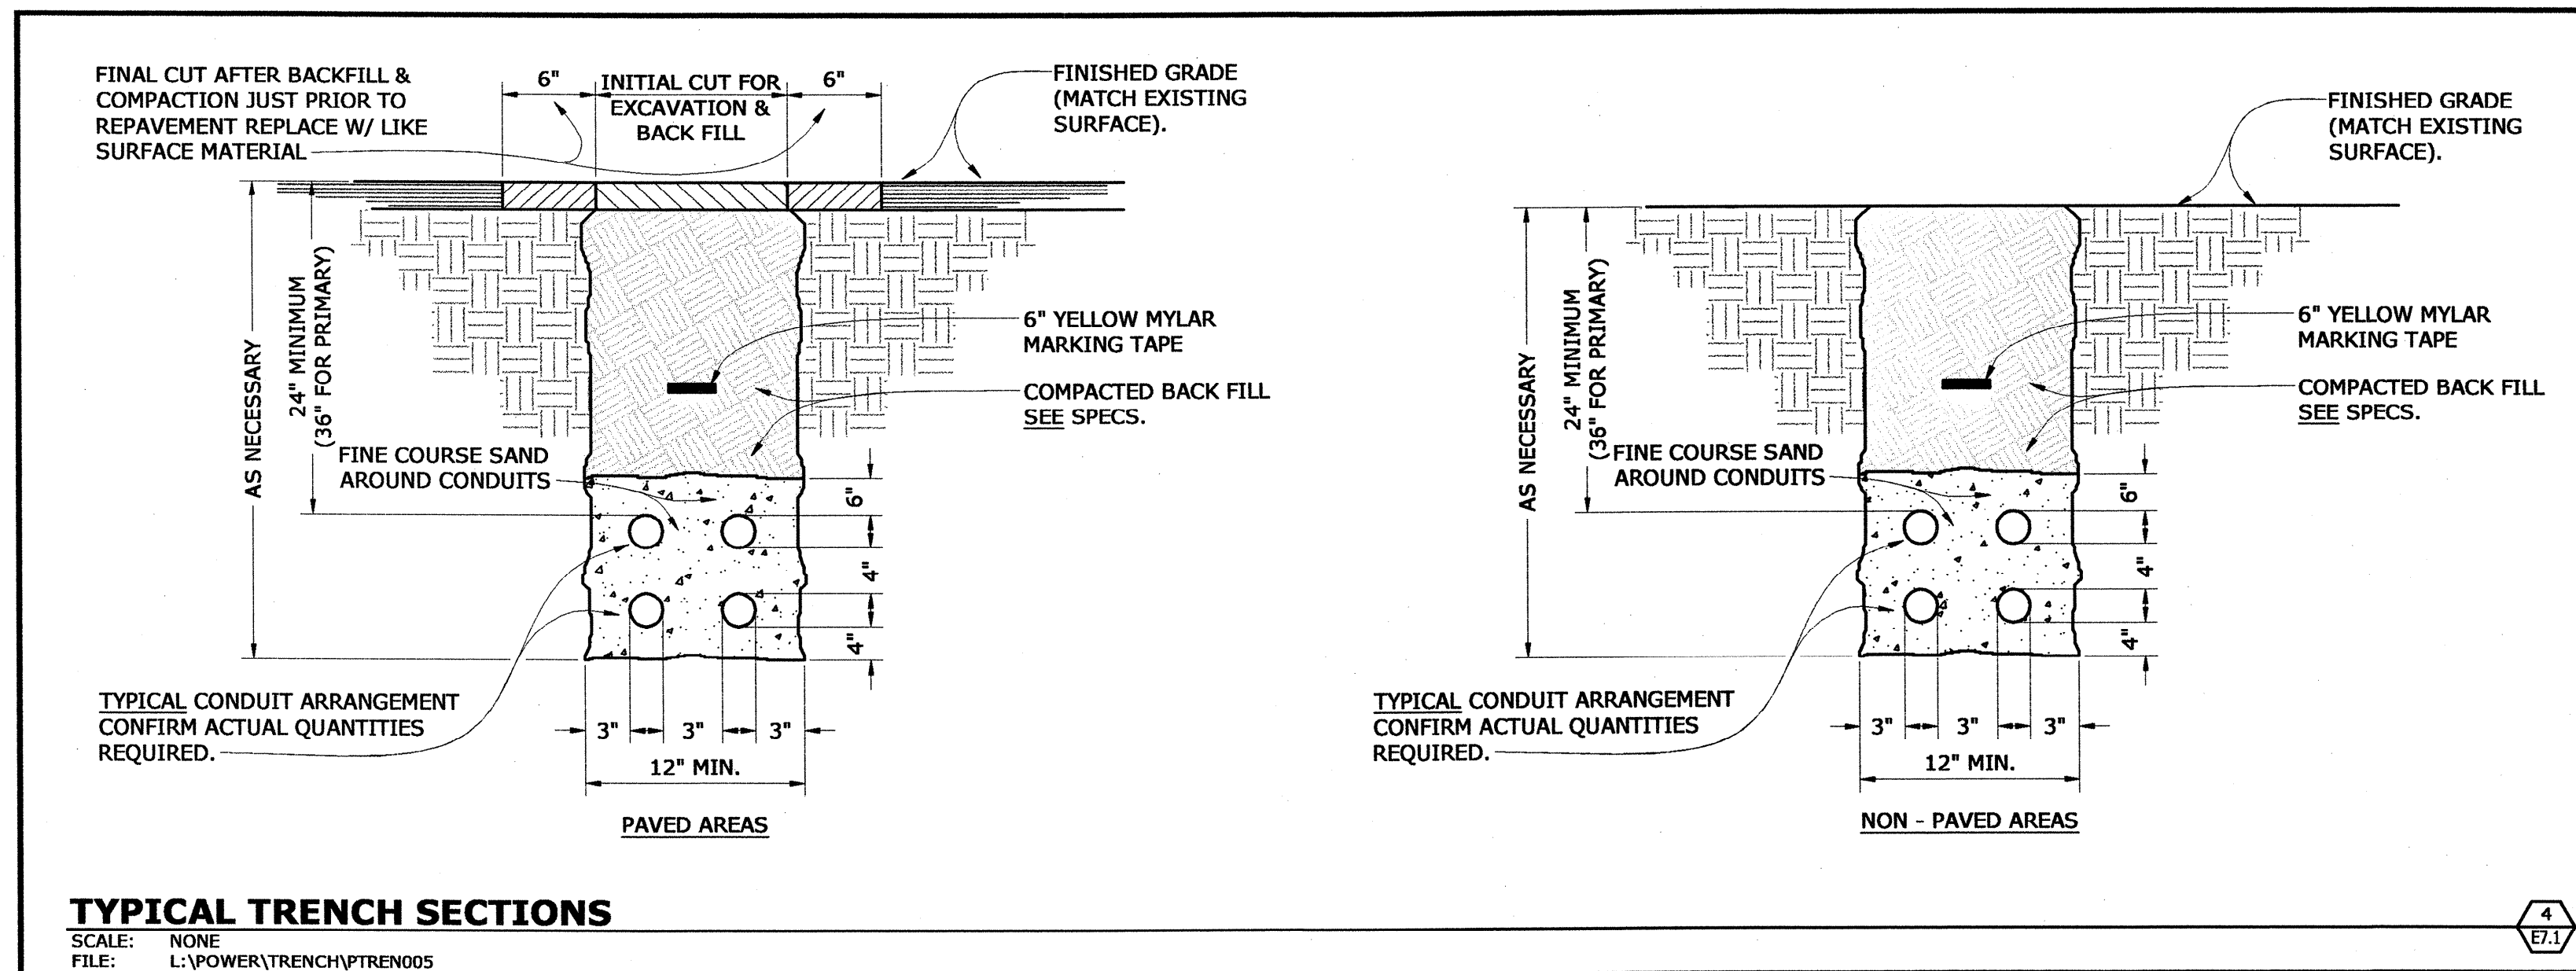 FINAL CUT AFTER BACKFILL &
COMPACTION JUST PRIOR TO
REPAVEMENT REPLACE W/ LIKE
SURFACE MATERIAL
6"
INITIAL CUT FOR
EXCAVATION &
BACK FILL
6"
FINISHED GRADE
(MATCH EXISTING
SURFACE).
AS NECESSARY
24" MINIMUM
(36" FOR PRIMARY)
6" YELLOW MYLAR
MARKING TAPE
COMPACTED BACK FILL
SEE SPECS.
FINE COURSE SAND
AROUND CONDUITS
6"
4"
4"
TYPICAL CONDUIT ARRANGEMENT
CONFIRM ACTUAL QUANTITIES
REQUIRED.
3"
3"
3"
12" MIN.
PAVED AREAS
FINISHED GRADE
(MATCH EXISTING
SURFACE).
AS NECESSARY
24" MINIMUM
(36" FOR PRIMARY)
6" YELLOW MYLAR
MARKING TAPE
COMPACTED BACK FILL
SEE SPECS.
FINE COURSE SAND
AROUND CONDUITS
6"
4"
4"
TYPICAL CONDUIT ARRANGEMENT
CONFIRM ACTUAL QUANTITIES
REQUIRED.
3"
3"
3"
12" MIN.
NON - PAVED AREAS
TYPICAL TRENCH SECTIONS
SCALE: NONE
FILE: L:\POWER\TRENCH\PTREN005
4
E7.1